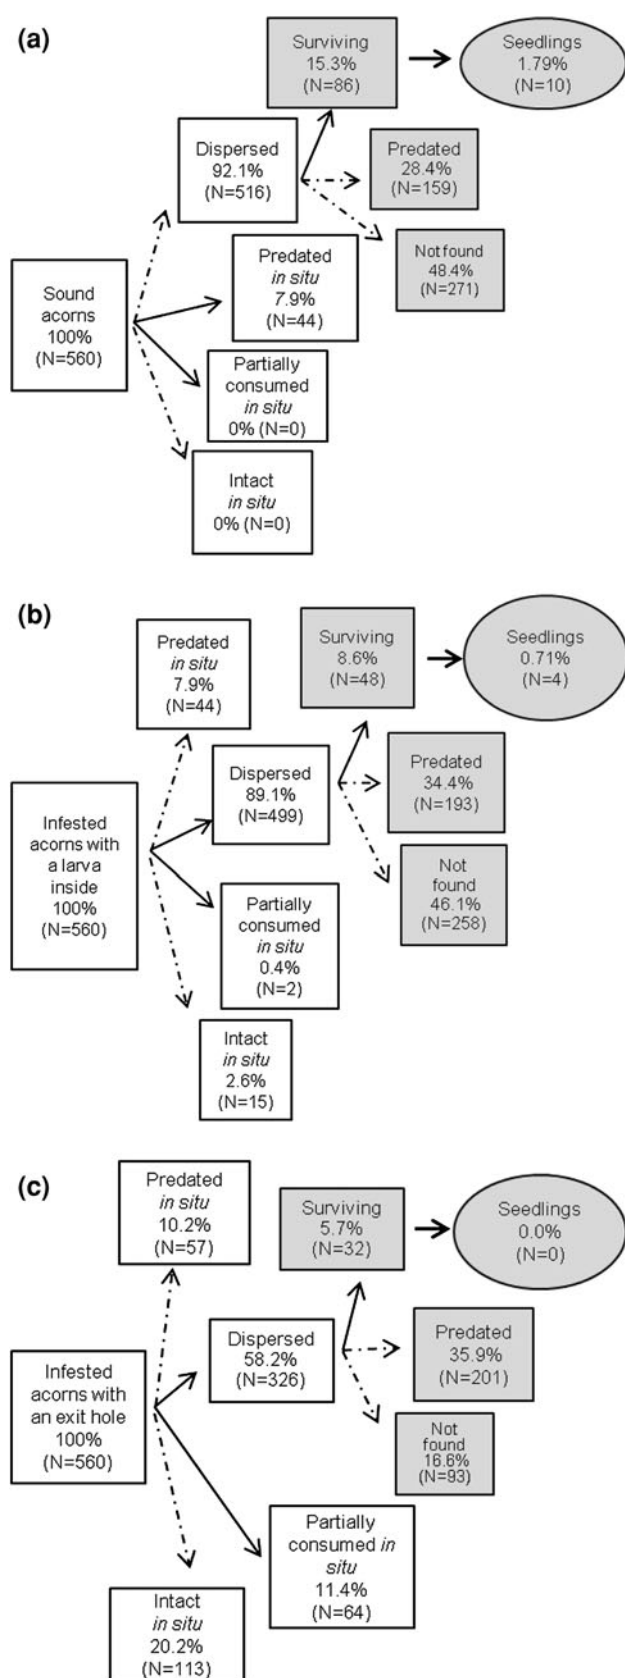 (a)
Surviving
15.3%
(N=86)
Seedlings
1.79%
(N=10)
Dispersed
92.1%
(N=516)
Predated
28.4%
(N=159)
Not found
48.4%
(N=271)
Sound
acorns
100%
(N=560)
Predated
in situ
7.9%
(N=44)
Partially
consumed
in situ
0% (N=0)
Intact
in situ
0% (N=0)
(b)
Predated
in situ
7.9%
(N=44)
Surviving
8.6%
(N=48)
Seedlings
0.71%
(N=4)
Dispersed
89.1%
(N=499)
Predated
34.4%
(N=193)
Not
found
46.1%
(N=258)
Infested
acorns with
a larva
inside
100%
(N=560)
Partially
consumed
in situ
0.4%
(N=2)
Intact
in situ
2.6%
(N=15)
(c)
Predated
in situ
10.2%
(N=57)
Surviving
5.7%
(N=32)
Seedlings
0.0%
(N=0)
Dispersed
58.2%
(N=326)
Predated
35.9%
(N=201)
Not
found
16.6%
(N=93)
Infested
acorns with
an exit hole
100%
(N=560)
Partially
consumed in
situ
11.4%
(N=64)
Intact
in situ
20.2%
(N=113)